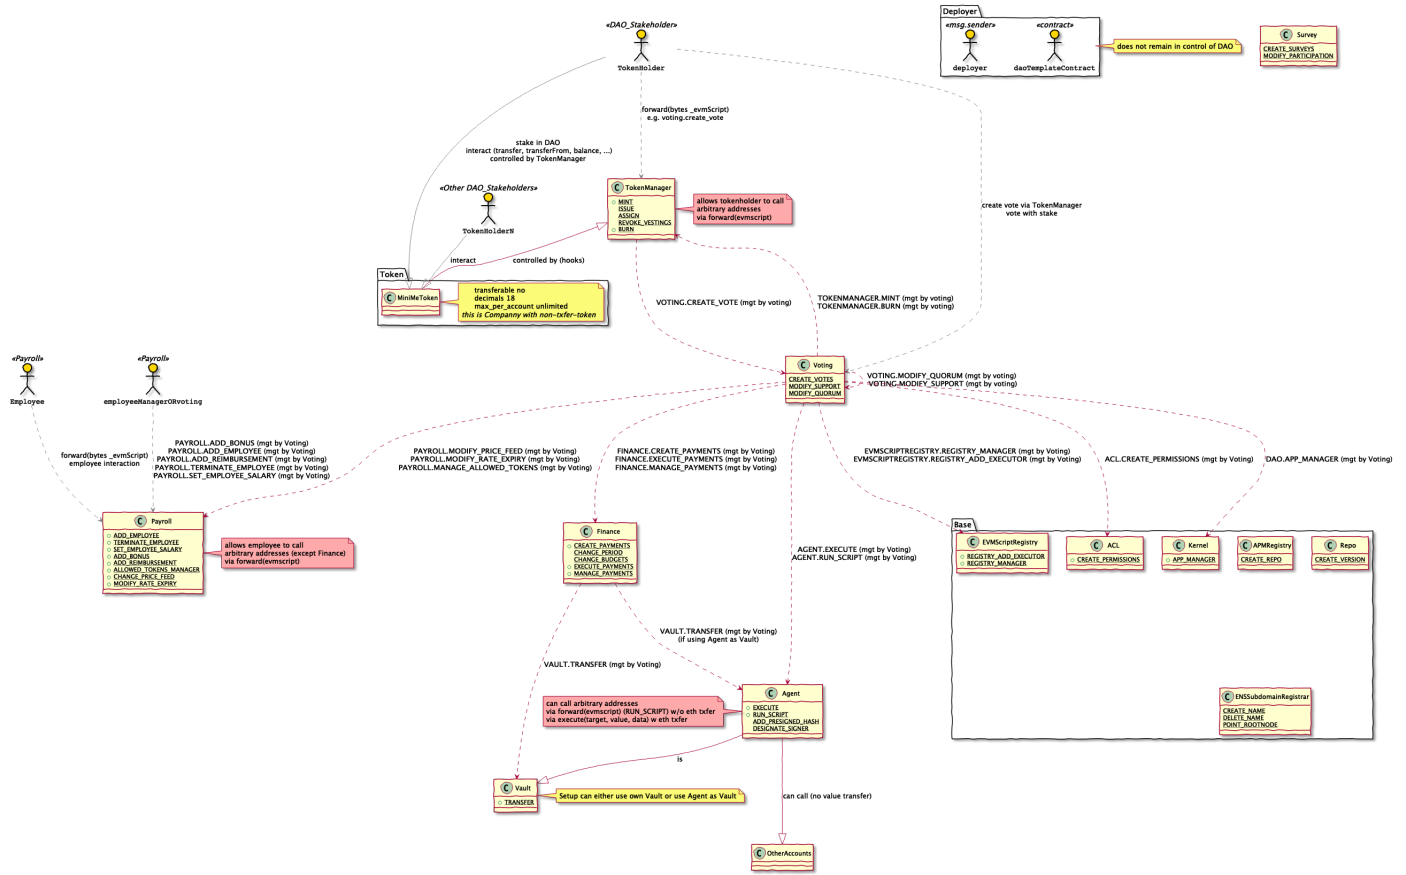 «DAO_Stakeholder»
TokenHolder
Deployer
«msg.sender»
deployer
«contract»
daoTemplateContract
does not remain in control of DAO
C Survey
CREATE_SURVEYS
MODIFY_PARTICIPATION
forward(bytes _evmScript)
e.g. voting.create_vote
stake in DAO
interact (transfer, transferFrom, balance, ...)
controlled by TokenManager
create vote via TokenManager
vote with stake
«Other DAO_Stakeholders»
TokenHolderN
C TokenManager
MINT
ISSUE
ASSIGN
REVOKE_VESTINGS
BURN
allows tokenholder to call
arbitrary addresses
via forward(evmscript)
interact
controlled by (hooks)
Token
C MiniMeToken
transferable no
decimals 18
max_per_account unlimited
this is Companny with non-txfer-token
VOTING.CREATE_VOTE (mgt by voting)
TOKENMANAGER.MINT (mgt by voting)
TOKENMANAGER.BURN (mgt by voting)
C Voting
CREATE_VOTES
MODIFY_SUPPORT
MODIFY_QUORUM
VOTING.MODIFY_QUORUM (mgt by voting)
VOTING.MODIFY_SUPPORT (mgt by voting)
«Payroll»
Employee
«Payroll»
employeeManagerORvoting
forward(bytes _evmScript)
employee interaction
PAYROLL.ADD_BONUS (mgt by Voting)
PAYROLL.ADD_EMPLOYEE (mgt by Voting)
PAYROLL.ADD_REIMBURSEMENT (mgt by Voting)
PAYROLL.TERMINATE_EMPLOYEE (mgt by Voting)
PAYROLL.SET_EMPLOYEE_SALARY (mgt by Voting)
PAYROLL.MODIFY_PRICE_FEED (mgt by Voting)
PAYROLL.MODIFY_RATE_EXPIRY (mgt by Voting)
PAYROLL.MANAGE_ALLOWED_TOKENS (mgt by Voting)
FINANCE.CREATE_PAYMENTS (mgt by Voting)
FINANCE.EXECUTE_PAYMENTS (mgt by Voting)
FINANCE.MANAGE_PAYMENTS (mgt by Voting)
EVMSCRIPTREGISTRY.REGISTRY_MANAGER (mgt by Voting)
EVMSCRIPTREGISTRY.REGISTRY_ADD_EXECUTOR (mgt by Voting)
ACL.CREATE_PERMISSIONS (mgt by Voting)
DAO.APP_MANAGER (mgt by Voting)
C Payroll
ADD_EMPLOYEE
TERMINATE_EMPLOYEE
SET_EMPLOYEE_SALARY
ADD_BONUS
ADD_REIMBURSEMENT
ALLOWED_TOKENS_MANAGER
CHANGE_PRICE_FEED
MODIFY_RATE_EXPIRY
allows employee to call
arbitrary addresses (except Finance)
via forward(evmscript)
C Finance
CREATE_PAYMENTS
CHANGE_PERIOD
CHANGE_BUDGETS
EXECUTE_PAYMENTS
MANAGE_PAYMENTS
AGENT.EXECUTE (mgt by Voting)
AGENT.RUN_SCRIPT (mgt by Voting)
Base
C EVMScriptRegistry
REGISTRY_ADD_EXECUTOR
REGISTRY_MANAGER
C ACL
CREATE_PERMISSIONS
C Kernel
APP_MANAGER
C APMRegistry
CREATE_REPO
C Repo
CREATE_VERSION
C ENSSubdomainRegistrar
CREATE_NAME
DELETE_NAME
POINT_ROOTNODE
VAULT.TRANSFER (mgt by Voting)
(if using Agent as Vault)
VAULT.TRANSFER (mgt by Voting)
can call arbitrary addresses
via forward(evmscript) (RUN_SCRIPT) w/o eth txfer
via execute(target, value, data) w eth txfer
C Agent
EXECUTE
RUN_SCRIPT
ADD_PRESIGNED_HASH
DESIGNATE_SIGNER
is
C Vault
TRANSFER
Setup can either use own Vault or use Agent as Vault
can call (no value transfer)
C OtherAccounts